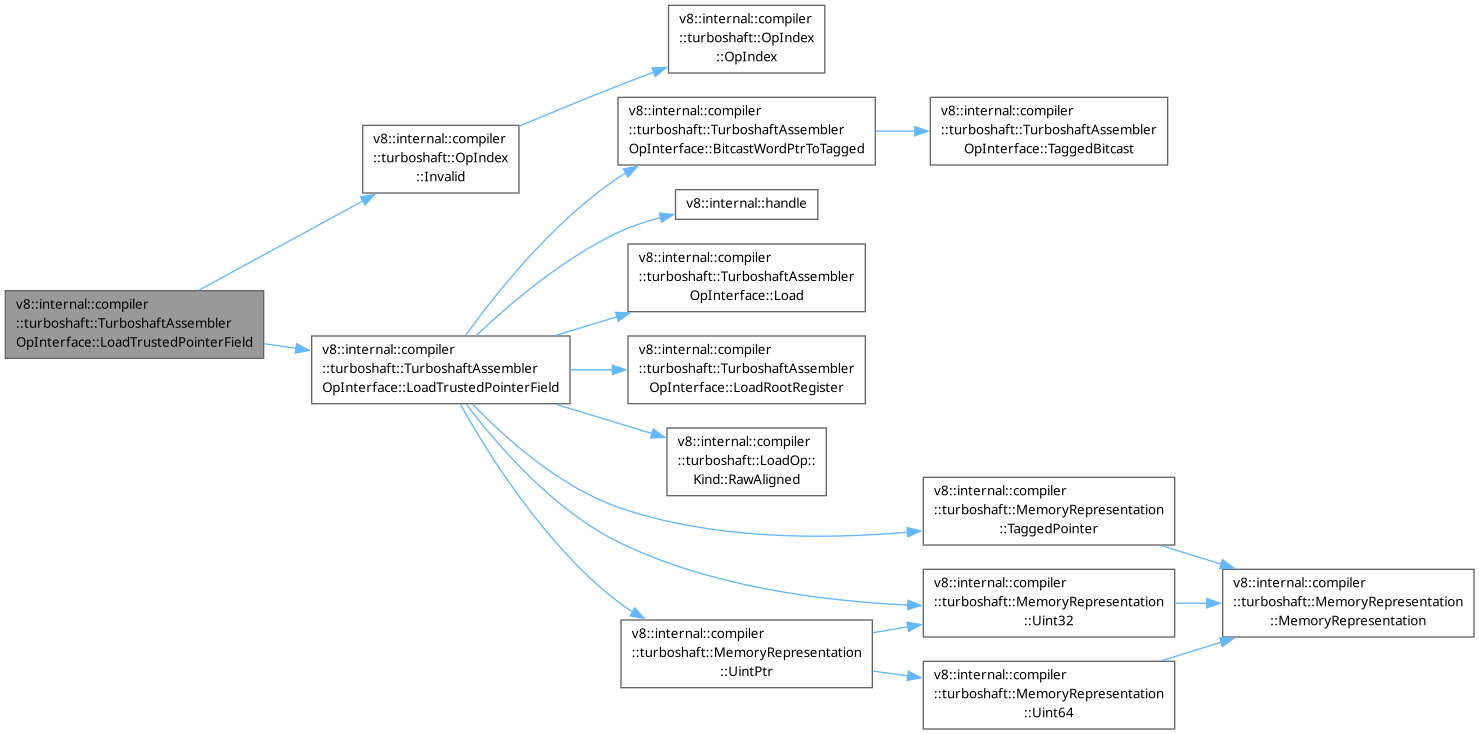 v8::internal::compiler
::turboshaft::OpIndex
::OpIndex
v8::internal::compiler
::turboshaft::TurboshaftAssembler
OpInterface::BitcastWordPtrToTagged
v8::internal::compiler
::turboshaft::TurboshaftAssembler
OpInterface::TaggedBitcast
v8::internal::compiler
::turboshaft::OpIndex
::Invalid
v8::internal::handle
v8::internal::compiler
::turboshaft::TurboshaftAssembler
OpInterface::Load
v8::internal::compiler
::turboshaft::TurboshaftAssembler
OpInterface::LoadTrustedPointerField
v8::internal::compiler
::turboshaft::TurboshaftAssembler
OpInterface::LoadTrustedPointerField
v8::internal::compiler
::turboshaft::TurboshaftAssembler
OpInterface::LoadRootRegister
v8::internal::compiler
::turboshaft::LoadOp::
Kind::RawAligned
v8::internal::compiler
::turboshaft::MemoryRepresentation
::TaggedPointer
v8::internal::compiler
::turboshaft::MemoryRepresentation
::Uint32
v8::internal::compiler
::turboshaft::MemoryRepresentation
::MemoryRepresentation
v8::internal::compiler
::turboshaft::MemoryRepresentation
::UintPtr
v8::internal::compiler
::turboshaft::MemoryRepresentation
::Uint64